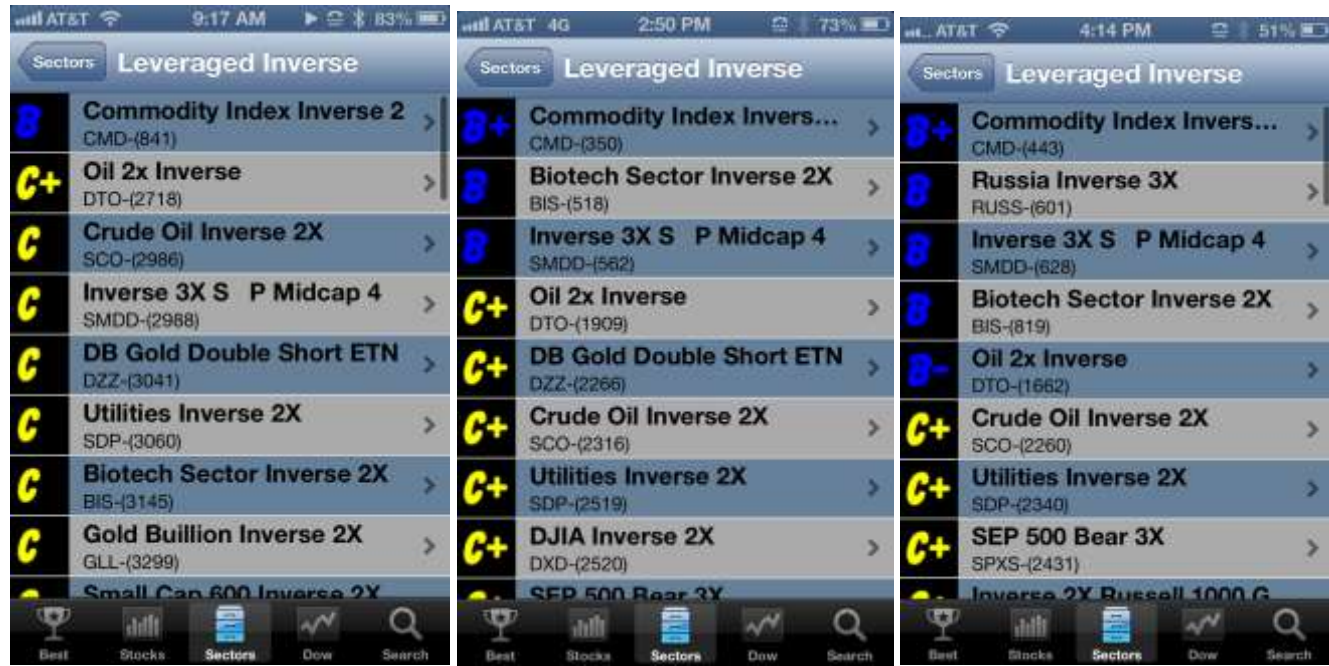 AT&T 9:17 AM 83%
Sectors Leveraged Inverse
B Commodity Index Inverse 2
CMD-(841)
C+ Oil 2x Inverse
DTO-(2718)
C Crude Oil Inverse 2X
SCO-(2986)
C Inverse 3X S P Midcap 4
SMDD-(2988)
C DB Gold Double Short ETN
DZZ-(3041)
C Utilities Inverse 2X
SDP-(3060)
C Biotech Sector Inverse 2X
BIS-(3145)
C Gold Buillion Inverse 2X
GLL-(3299)
Small Cap 600 Inverse 2X
Best Stocks Sectors Dow Search
AT&T 4G 2:50 PM 73%
Sectors Leveraged Inverse
B+ Commodity Index Invers...
CMD-(350)
B Biotech Sector Inverse 2X
BIS-(518)
B Inverse 3X S P Midcap 4
SMDD-(562)
C+ Oil 2x Inverse
DTO-(1909)
C+ DB Gold Double Short ETN
DZZ-(2266)
C+ Crude Oil Inverse 2X
SCO-(2316)
C+ Utilities Inverse 2X
SDP-(2519)
C+ DJIA Inverse 2X
DXD-(2520)
SEP 500 Bear 3X
Best Stocks Sectors Dow Search
AT&T 4:14 PM 51%
Sectors Leveraged Inverse
B+ Commodity Index Invers...
CMD-(443)
B Russia Inverse 3X
RUSS-(601)
B Inverse 3X S P Midcap 4
SMDD-(628)
B Biotech Sector Inverse 2X
BIS-(819)
B- Oil 2x Inverse
DTO-(1662)
C+ Crude Oil Inverse 2X
SCO-(2260)
C+ Utilities Inverse 2X
SDP-(2340)
C+ SEP 500 Bear 3X
SPXS-(2431)
Inverse 2X Russell 1000 G
Best Stocks Sectors Dow Search